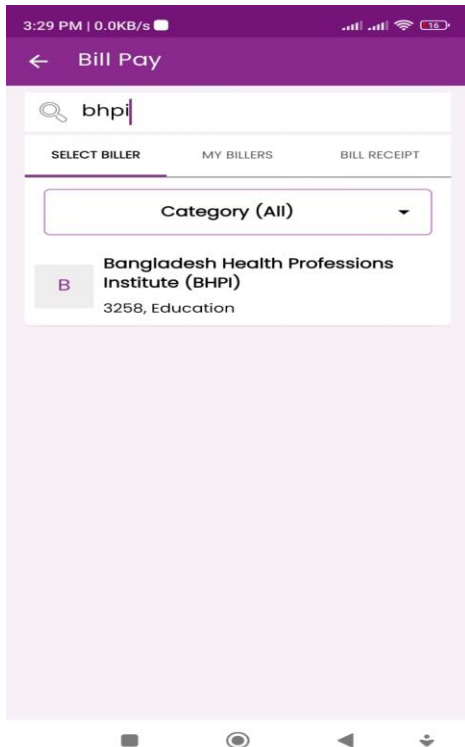 3:29 PM | 0.0KB/s 16
Bill Pay
bhpi
SELECT BILLER MY BILLERS BILL RECEIPT
Category (All)
B
Bangladesh Health Professions
Institute (BHPI)
3258, Education